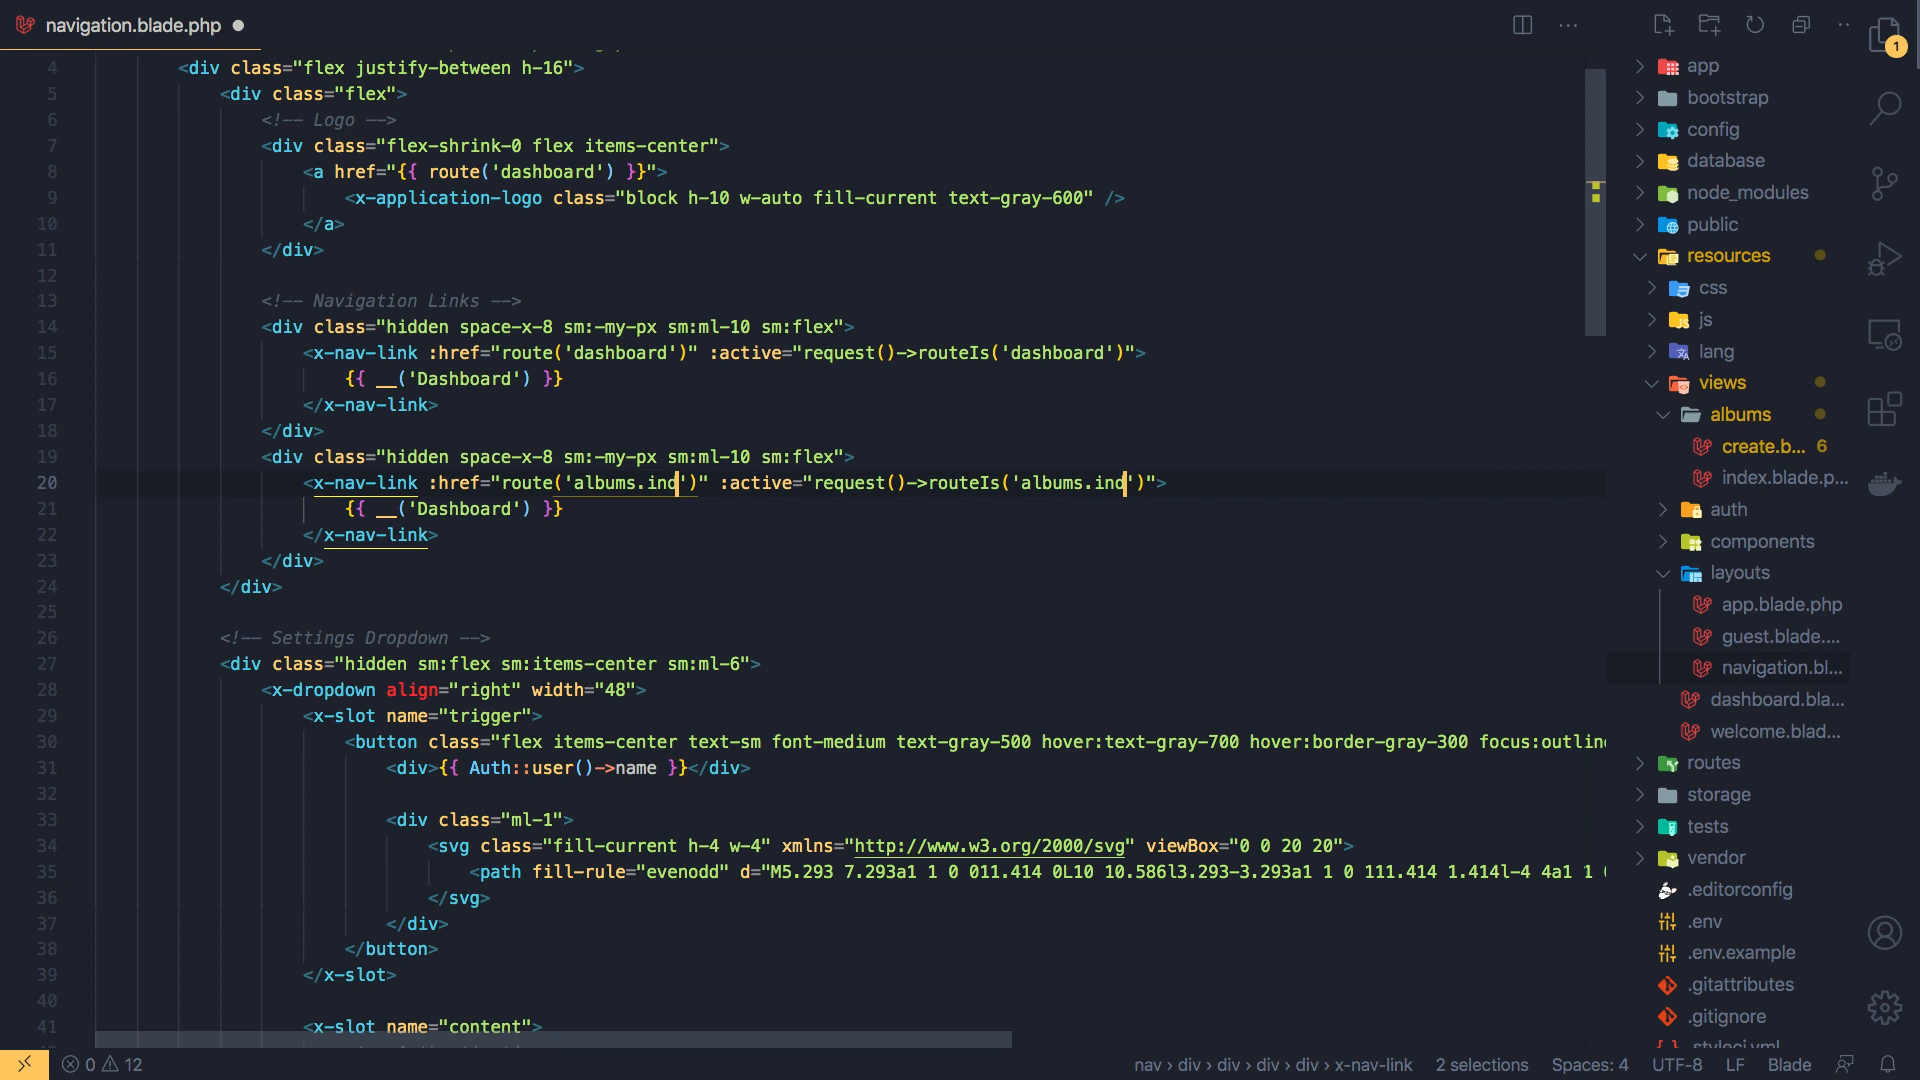 navigation.blade.php
4 <div class="flex justify-between h-16">
5 <div class="flex">
6 <!-- Logo -->
7 <div class="flex-shrink-0 flex items-center">
8 <a href="{{ route('dashboard') }}">
9 <x-application-logo class="block h-10 w-auto fill-current text-gray-600" />
10 </a>
11 </div>
12
13 <!-- Navigation Links -->
14 <div class="hidden space-x-8 sm:-my-px sm:ml-10 sm:flex">
15 <x-nav-link :href="route('dashboard')" :active="request()->routeIs('dashboard')">
16 {{ __('Dashboard') }}
17 </x-nav-link>
18 </div>
19 <div class="hidden space-x-8 sm:-my-px sm:ml-10 sm:flex">
20 <x-nav-link :href="route('albums.ind')" :active="request()->routeIs('albums.ind')">
21 {{ __('Dashboard') }}
22 </x-nav-link>
23 </div>
24 </div>
25
26 <!-- Settings Dropdown -->
27 <div class="hidden sm:flex sm:items-center sm:ml-6">
28 <x-dropdown align="right" width="48">
29 <x-slot name="trigger">
30 <button class="flex items-center text-sm font-medium text-gray-500 hover:text-gray-700 hover:border-gray-300 focus:outlin
31 <div>{{ Auth::user()->name }}</div>
32
33 <div class="ml-1">
34 <svg class="fill-current h-4 w-4" xmlns="http://www.w3.org/2000/svg" viewBox="0 0 20 20">
35 <path fill-rule="evenodd" d="M5.293 7.293a1 1 0 011.414 0L10 10.586l3.293-3.293a1 1 0 111.414 1.414l-4 4a1 1
36 </svg>
37 </div>
38 </button>
39 </x-slot>
40
41 <x-slot name="content">
1
app
bootstrap
config
database
node_modules
public
resources
css
js
lang
views
albums
create.b... 6
index.blade.p...
auth
components
layouts
app.blade.php
guest.blade....
navigation.bl...
dashboard.bla...
welcome.blad...
routes
storage
tests
vendor
.editorconfig
.env
.env.example
.gitattributes
.gitignore
.styleci.yml
0 12
nav › div › div › div › div › x-nav-link 2 selections Spaces: 4 UTF-8 LF Blade